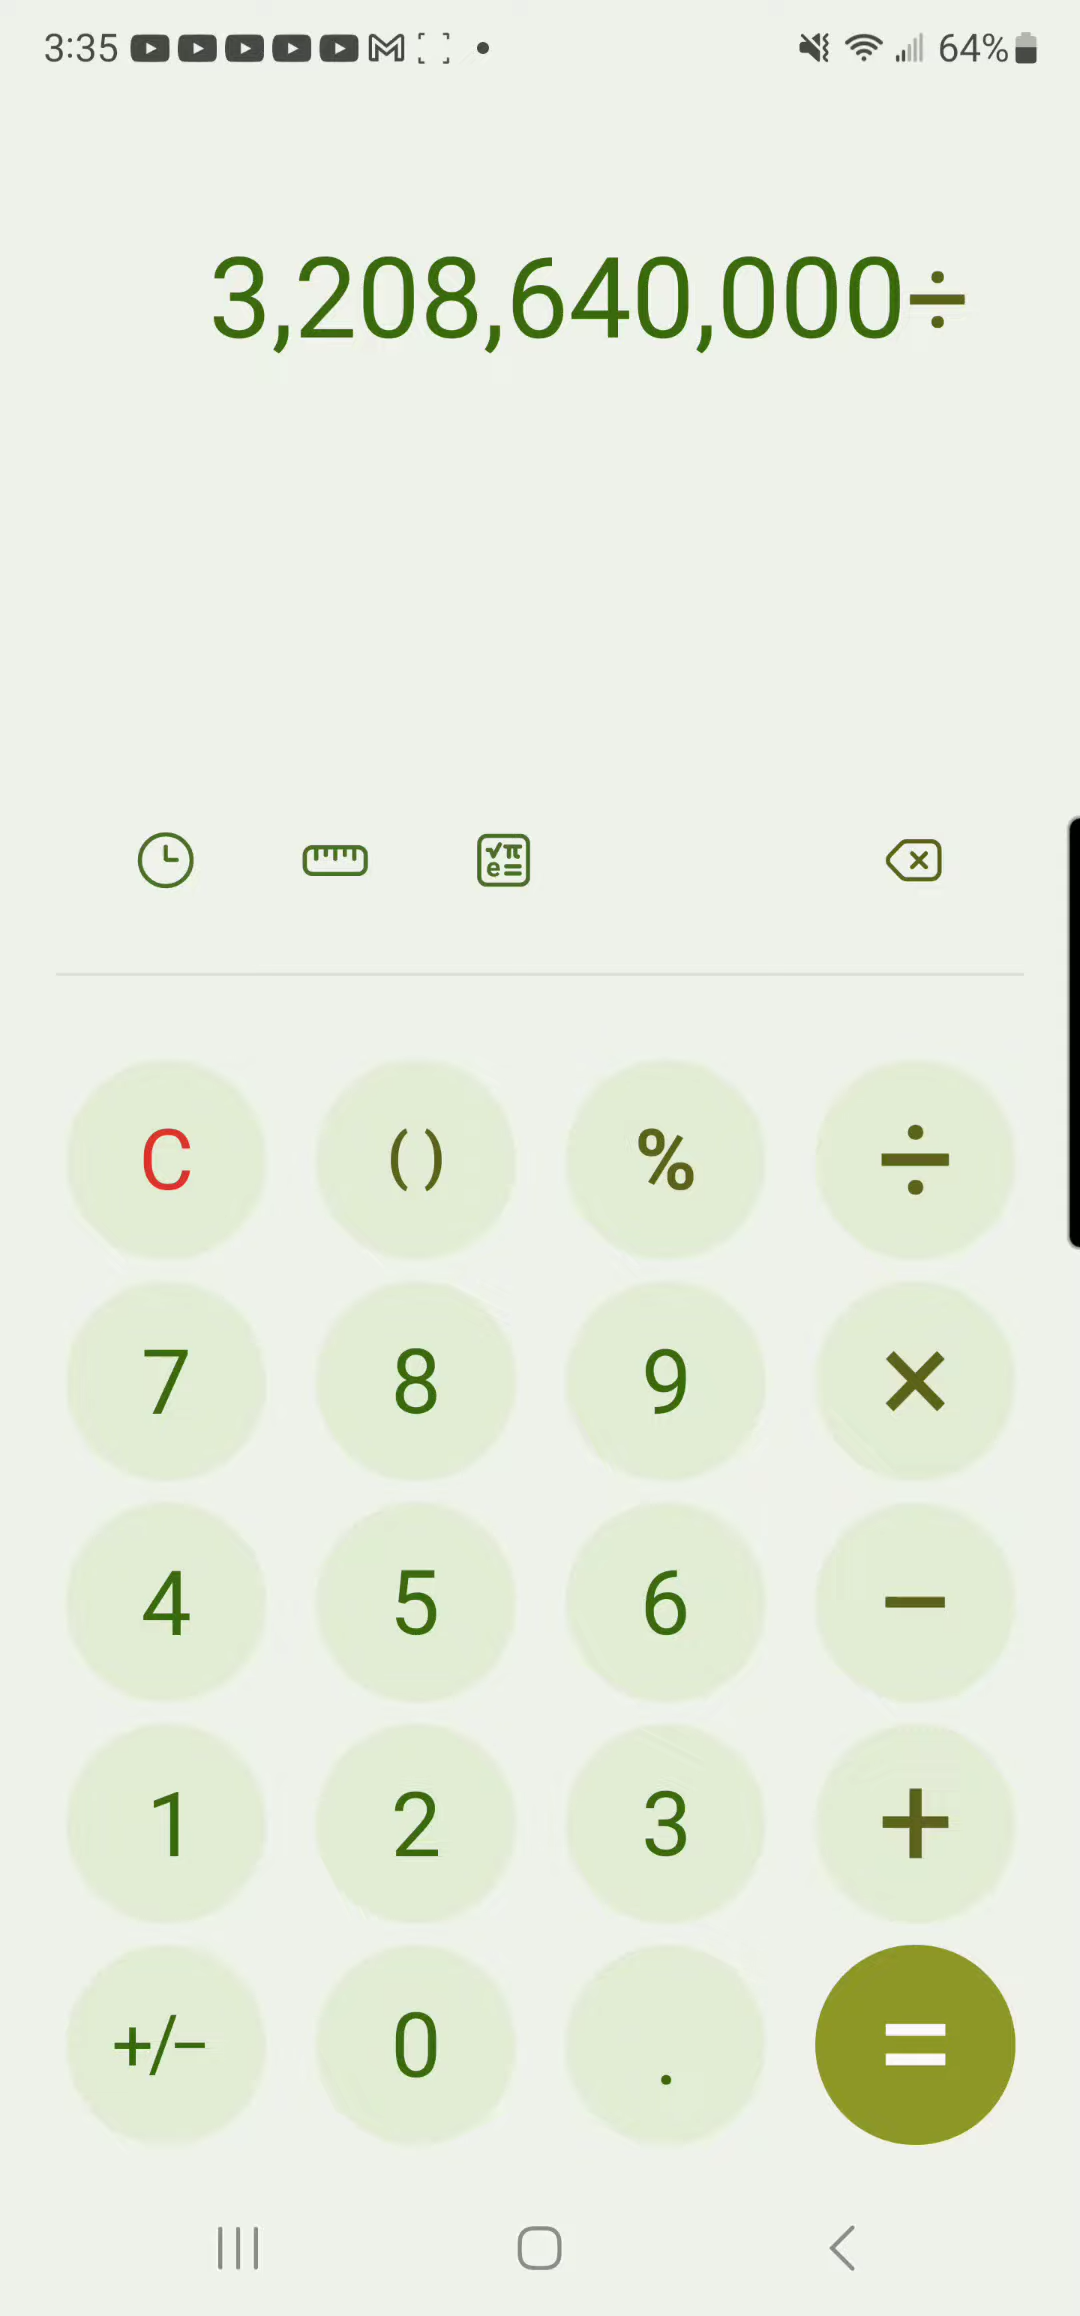 3:35 64%
3,208,640,000÷
C () % ÷
7 8 9 ×
4 5 6 −
1 2 3 +
+/− 0 . =